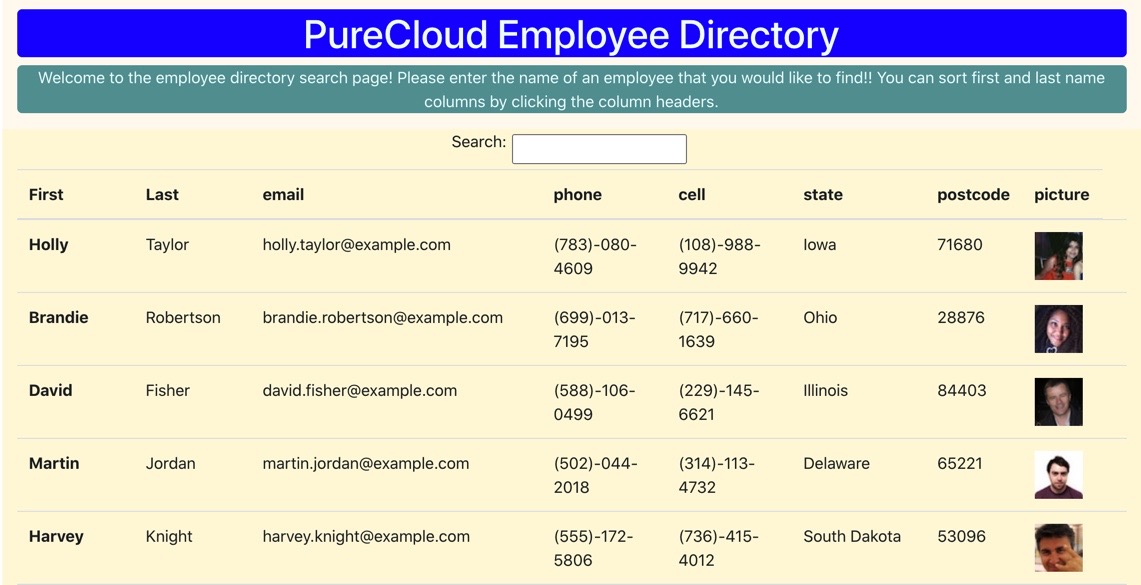 PureCloud Employee Directory
Welcome to the employee directory search page! Please enter the name of an employee that you would like to find!! You can sort first and last name
columns by clicking the column headers.
Search:
First Last email phone cell state postcode picture
Holly Taylor holly.taylor@example.com (783)-080- (108)-988- Iowa 71680
4609 9942
Brandie Robertson brandie.robertson@example.com (699)-013- (717)-660- Ohio 28876
7195 1639
David Fisher david.fisher@example.com (588)-106- (229)-145- Illinois 84403
0499 6621
Martin Jordan martin.jordan@example.com (502)-044- (314)-113- Delaware 65221
2018 4732
Harvey Knight harvey.knight@example.com (555)-172- (736)-415- South Dakota 53096
5806 4012